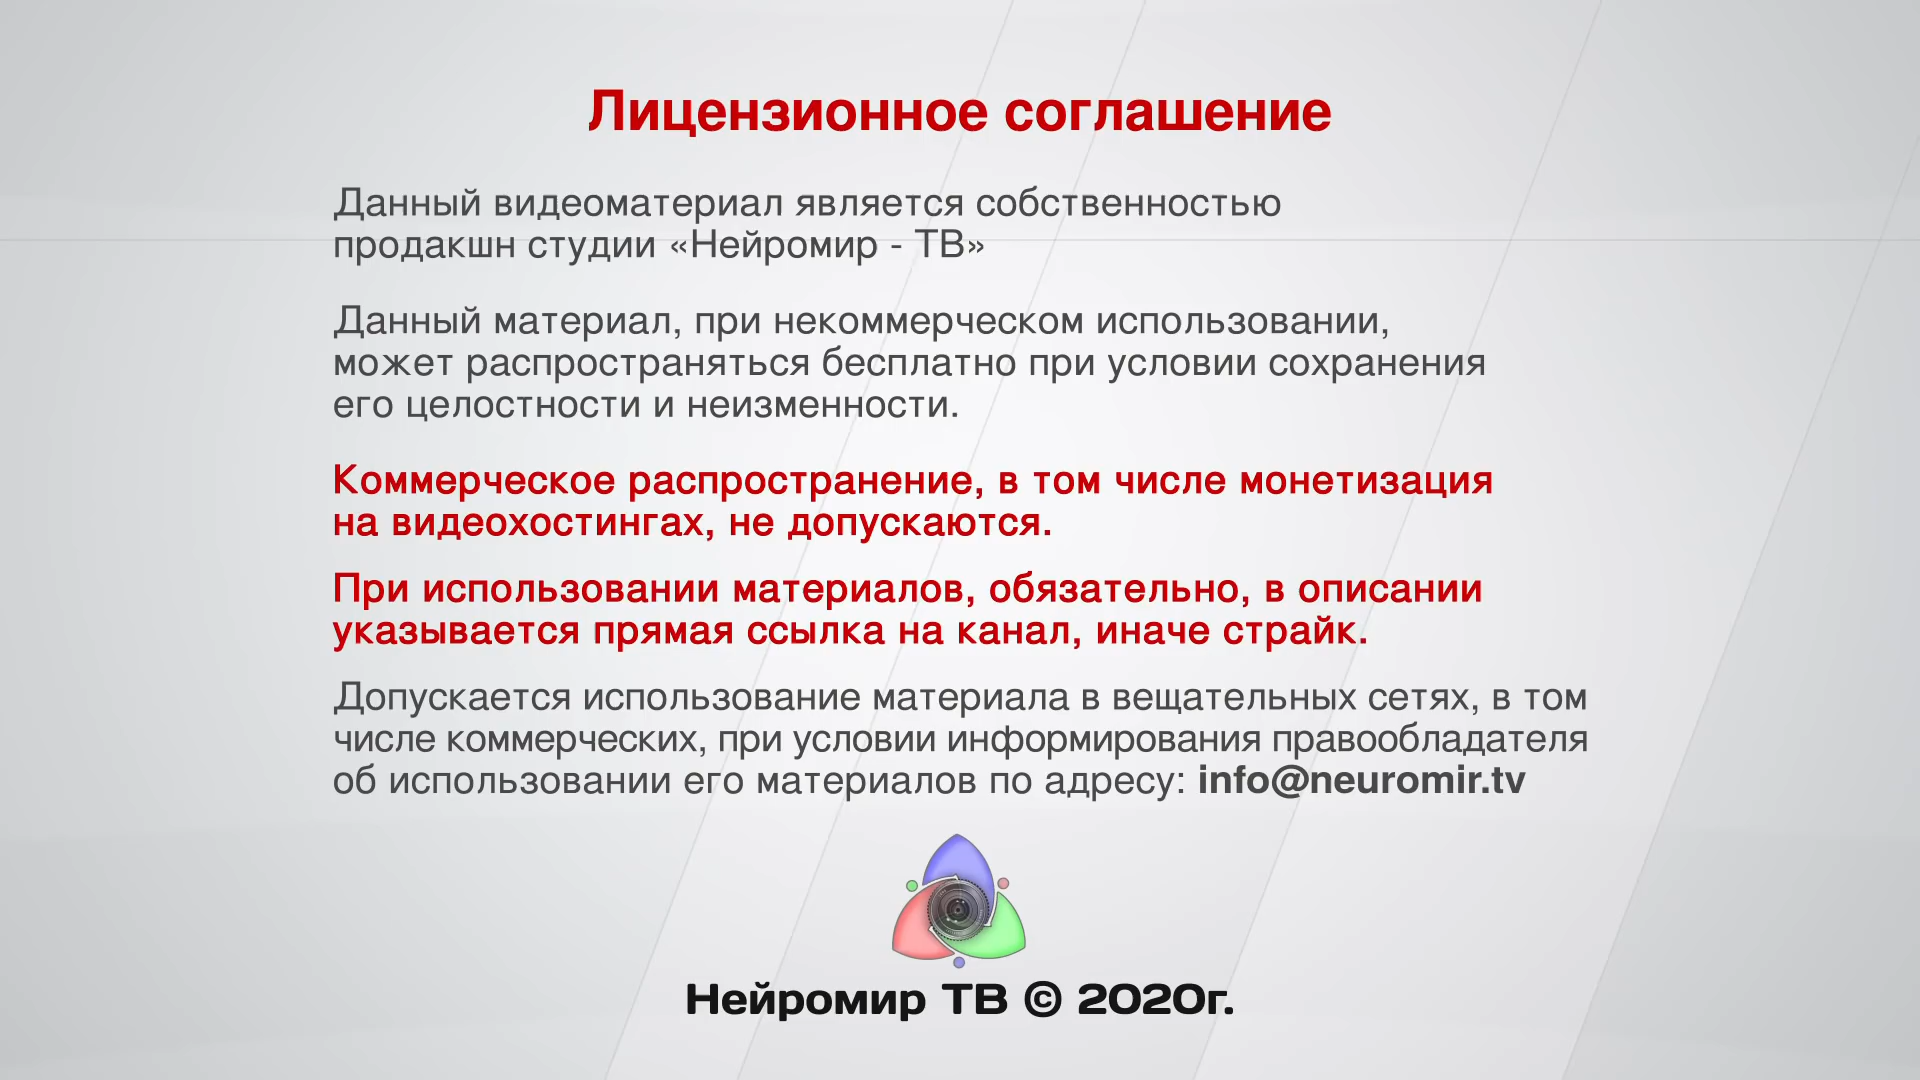 Лицензионное соглашение
Данный видеоматериал является собственностью
продакшн студии «Нейромир - ТВ»
Данный материал, при некоммерческом использовании,
может распространяться бесплатно при условии сохранения
его целостности и неизменности.
Коммерческое распространение, в том числе монетизация
на видеохостингах, не допускаются.
При использовании материалов, обязательно, в описании
указывается прямая ссылка на канал, иначе страйк.
Допускается использование материала в вещательных сетях, в том
числе коммерческих, при условии информирования правообладателя
об использовании его материалов по адресу: info@neuromir.tv
Нейромир ТВ © 2020г.